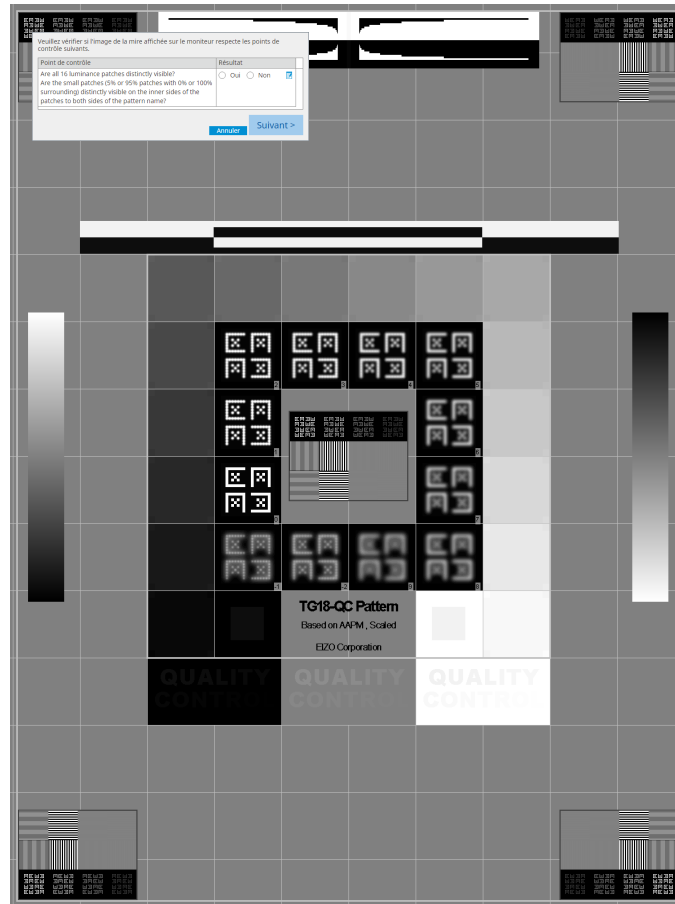 Veuillez vérifier si l'image de la mire affichée sur le moniteur respecte les points de
contrôle suivants.
Point de contrôle Résultat
Are all 16 luminance patches distinctly visible?
Are the small patches (5% or 95% patches with 0% or 100%
surrounding) distinctly visible on the inner sides of the
patches to both sides of the pattern name?
Oui Non
Annuler Suivant >
TG18-QC Pattern
Based on AAPM , Scaled
EIZO Corporation
QUALITY QUALITY QUALITY
CONTROL CONTROL CONTROL